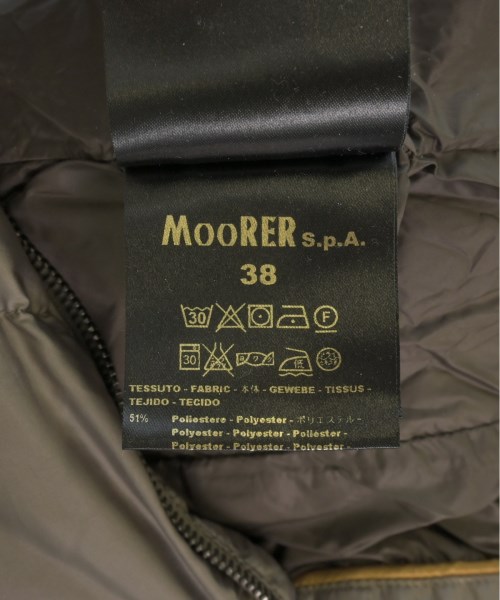 MooRER S.p.A.
38
30 F
30 低
TESSUTO - FABRIC - 本体 - GEWEBE - TISSUS -
TEJIDO - TECIDO
51% Poliestere - Polyester - ポリエステル -
Polyester - Polyester - Poliéster -
Polyester - Polyester - Polyester